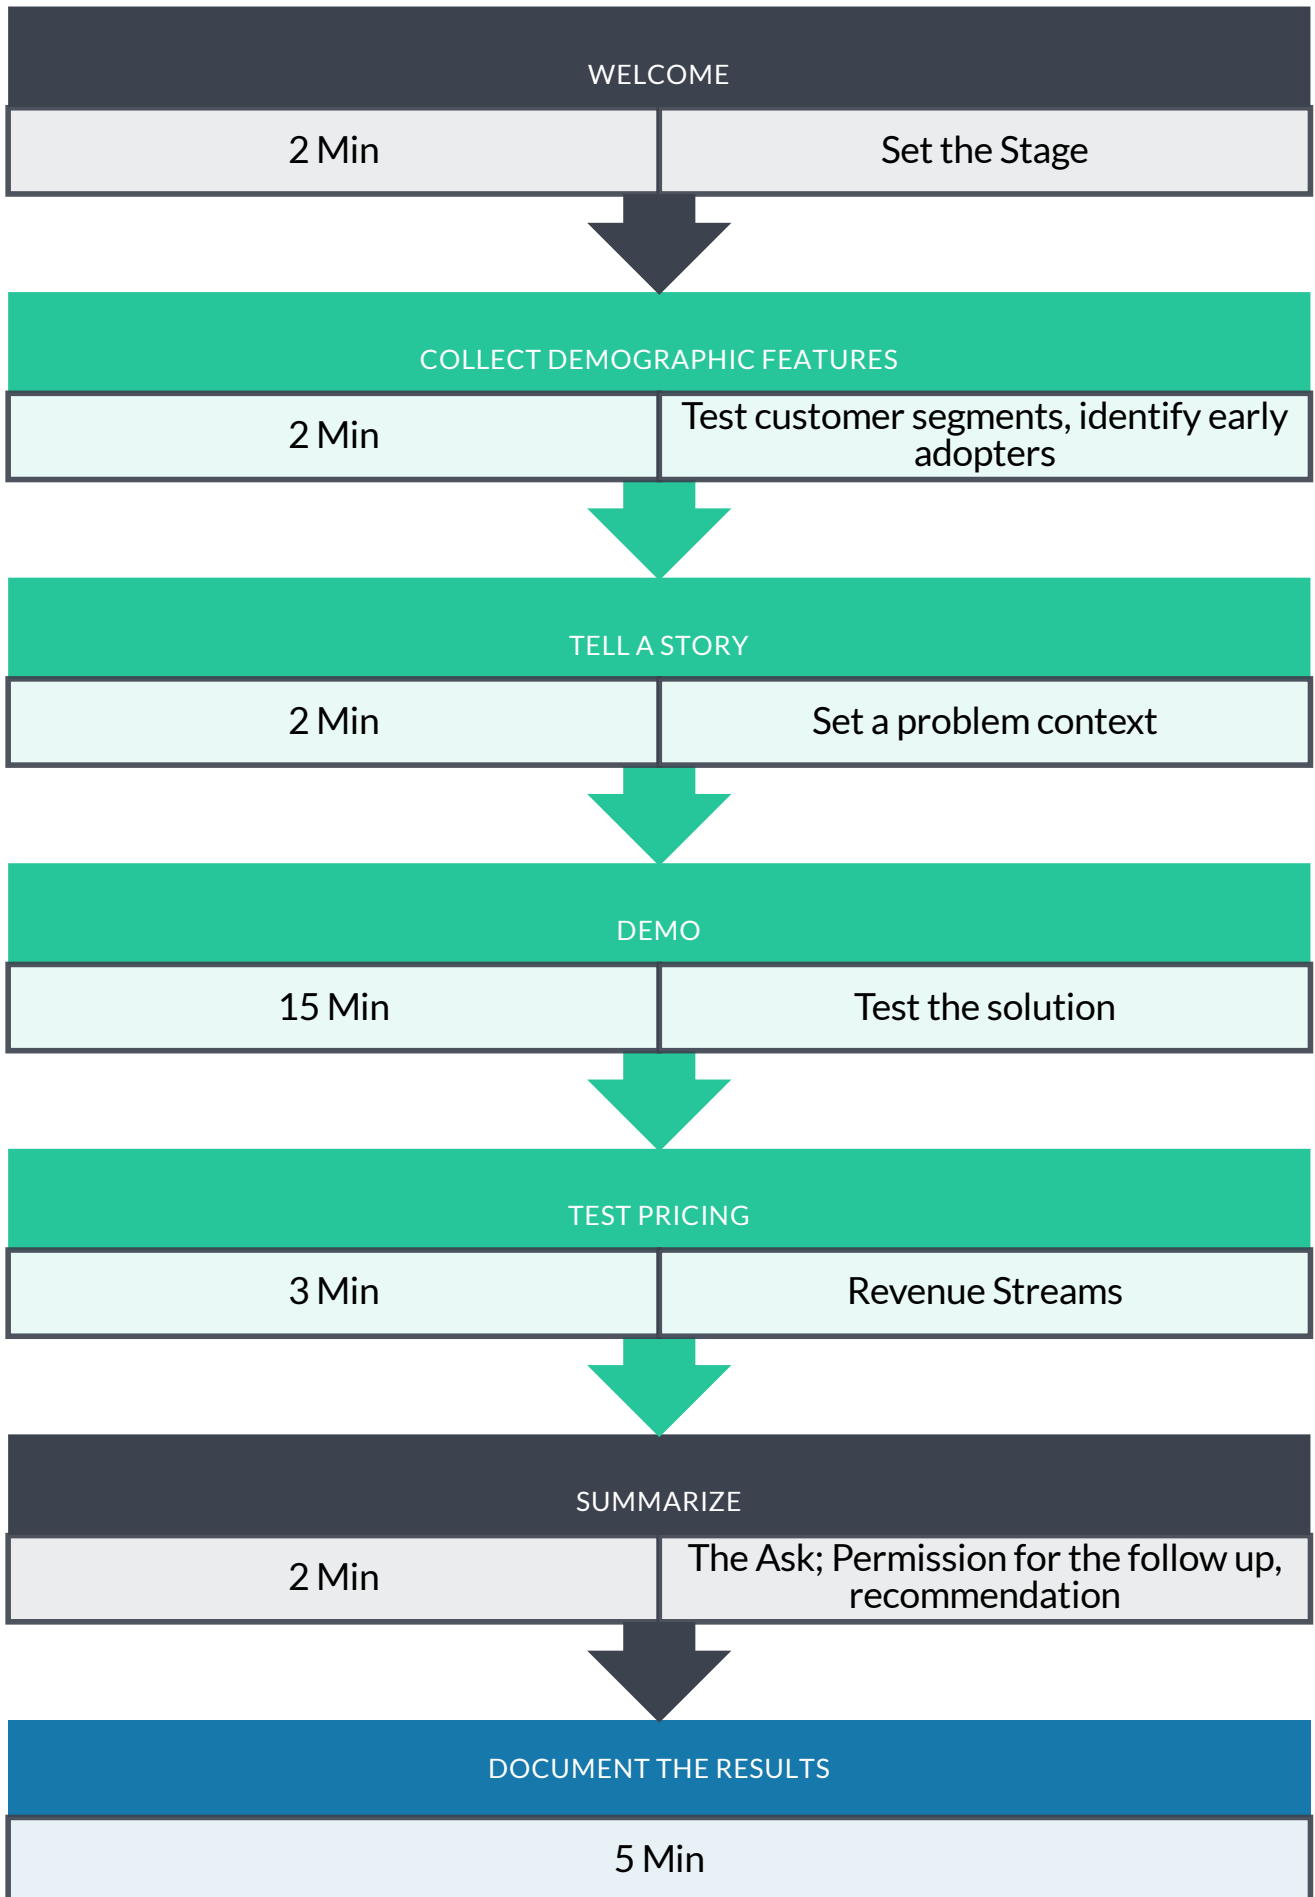 WELCOME
2 Min
Set the Stage
COLLECT DEMOGRAPHIC FEATURES
2 Min
Test customer segments, identify early
adopters
TELL A STORY
2 Min
Set a problem context
DEMO
15 Min
Test the solution
TEST PRICING
3 Min
Revenue Streams
SUMMARIZE
2 Min
The Ask; Permission for the follow up,
recommendation
DOCUMENT THE RESULTS
5 Min